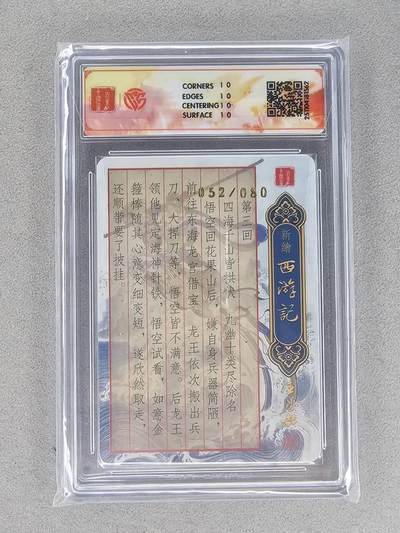 CORNERS 10
EDGES 10
CENTERING 10
SURFACE 10
052/080
新繪
西游記
第三回
四海千山皆拱伏 九幽十类尽除名
悟空回花果山后，嫌自身兵器简陋，
前往东海龙宫借宝，龙王依次搬出兵
刀、大捍刀等，悟空皆不满意。后龙王
领他见定海神针铁，悟空试看，如意金
箍棒随其心意变细变短，遂欣然取走，
还顺带要了披挂